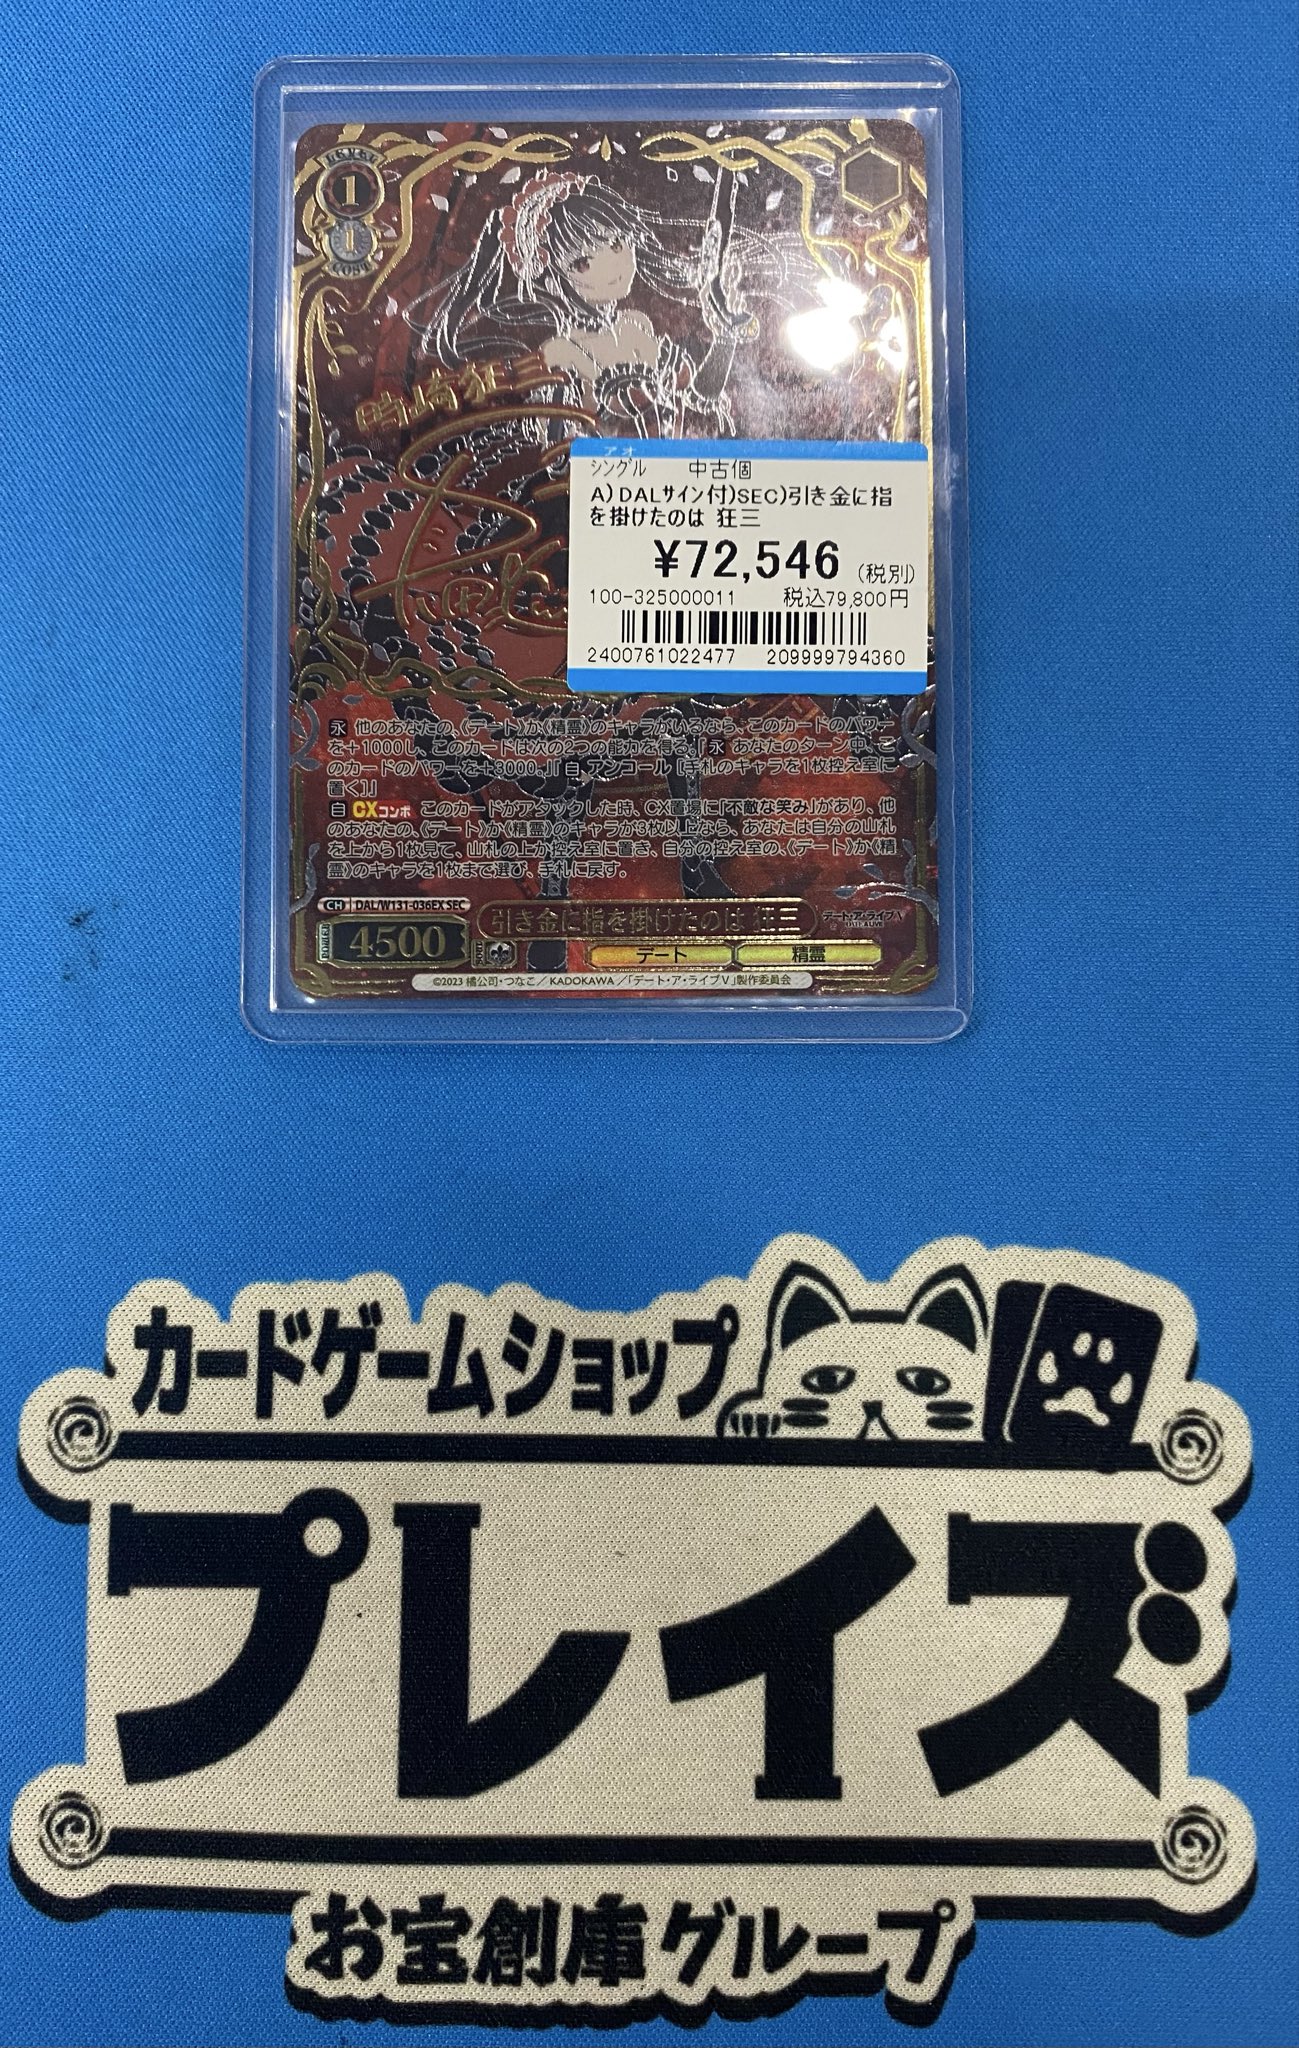 LEVEL
1
1
COST
時崎狂三
アオ
シングル 中古個
A)DALサイン付)SEC)引き金に指
を掛けたのは 狂三
¥72,546 (税別)
100-325000011 税込79,800円
2400761022477 209999794360
永 他のあなたの、《デート》か《精霊》のキャラがいるなら、このカードのパワー
を+1000し、このカードは次の2つの能力を得る。『永 あなたのターン中、こ
のカードのパワーを+3000。』『自 アンコール [手札のキャラを1枚控え室に
置く]』
自 CXコンボ このカードがアタックした時、CX置場に「不敵な笑み」があり、他
のあなたの、《デート》か《精霊》のキャラが3枚以上なら、あなたは自分の山札
を上から1枚見て、山札の上か控え室に置き、自分の控え室の、《デート》か《精
霊》のキャラを1枚まで選び、手札に戻す。
CH DAL/W131-036EX SEC
引き金に指を掛けたのは 狂三
デート・ア・ライブV
POWER 4500 SOUL
デート 精霊
©2023 橘公司・つなこ/KADOKAWA/「デート・ア・ライブV」製作委員会
カードゲームショップ
プレイズ
お宝創庫グループ